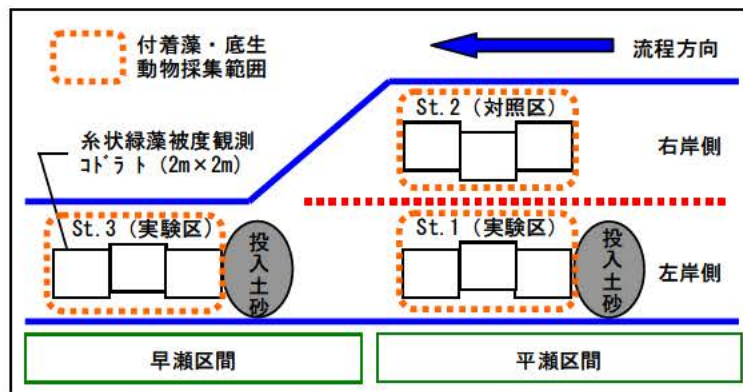 付着藻・底生
動物採集範囲
流程方向
St.2 (対照区)
糸状緑藻被度観測
ｺﾄﾞﾗﾄ (2m×2m)
右岸側
St.3 (実験区)
投入土砂
St.1 (実験区)
投入土砂
左岸側
早瀬区間
平瀬区間